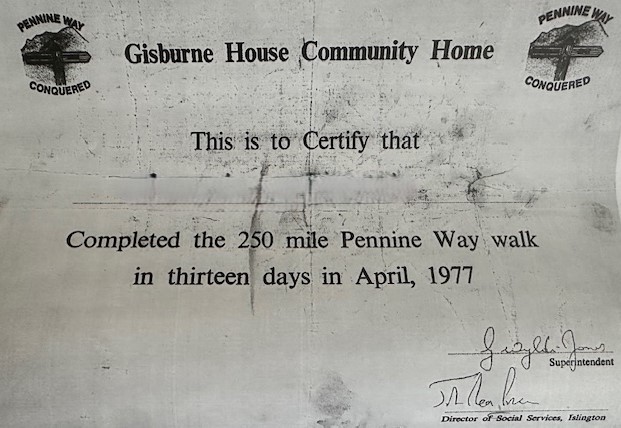 PENNINE WAY
CONQUERED
Gisburne House Community Home
PENNINE WAY
CONQUERED
This is to Certify that
Completed the 250 mile Pennine Way walk
in thirteen days in April, 1977
Jones
Superintendent
Director of Social Services, Islington